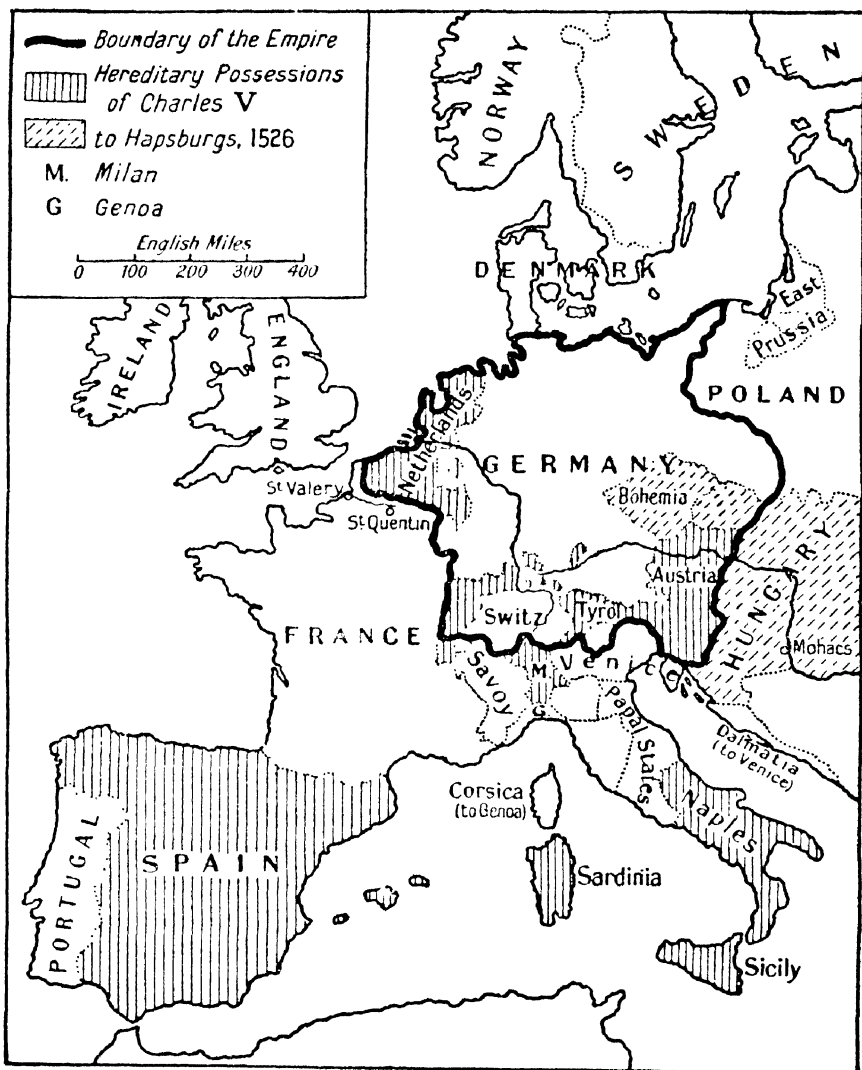 Boundary of the Empire
Hereditary Possessions
of Charles V
to Hapsburgs, 1526
M. Milan
G Genoa
English Miles
0 100 200 300 400
NORWAY
SWEDEN
DENMARK
East
Prussia
IRELAND
ENGLAND
POLAND
Netherlands
GERMANY
St Valery
St Quentin
Bohemia
Austria
HUNGARY
Switz
Tyrol
FRANCE
Mohacs
Savoy
M
Venice
G
Papal States
Dalmatia
(to Venice)
Corsica
(to Genoa)
Naples
PORTUGAL
SPAIN
Sardinia
Sicily